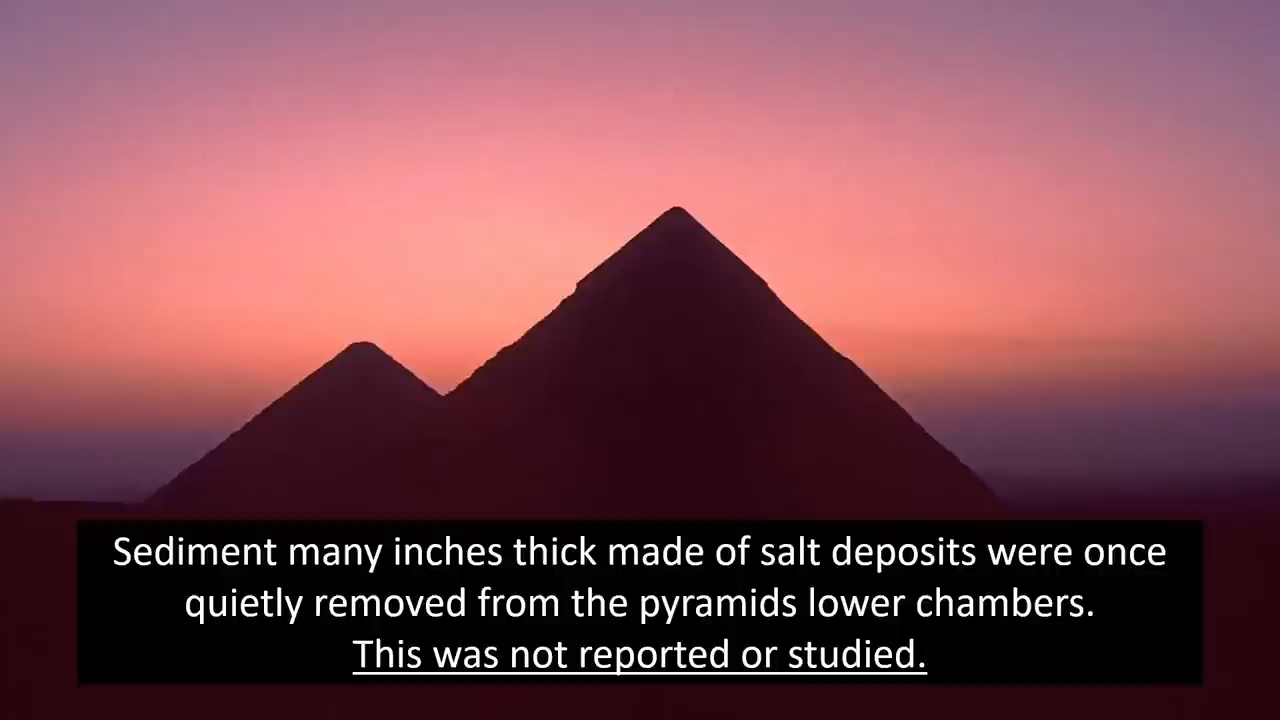 Sediment many inches thick made of salt deposits were once
quietly removed from the pyramids lower chambers.
This was not reported or studied.